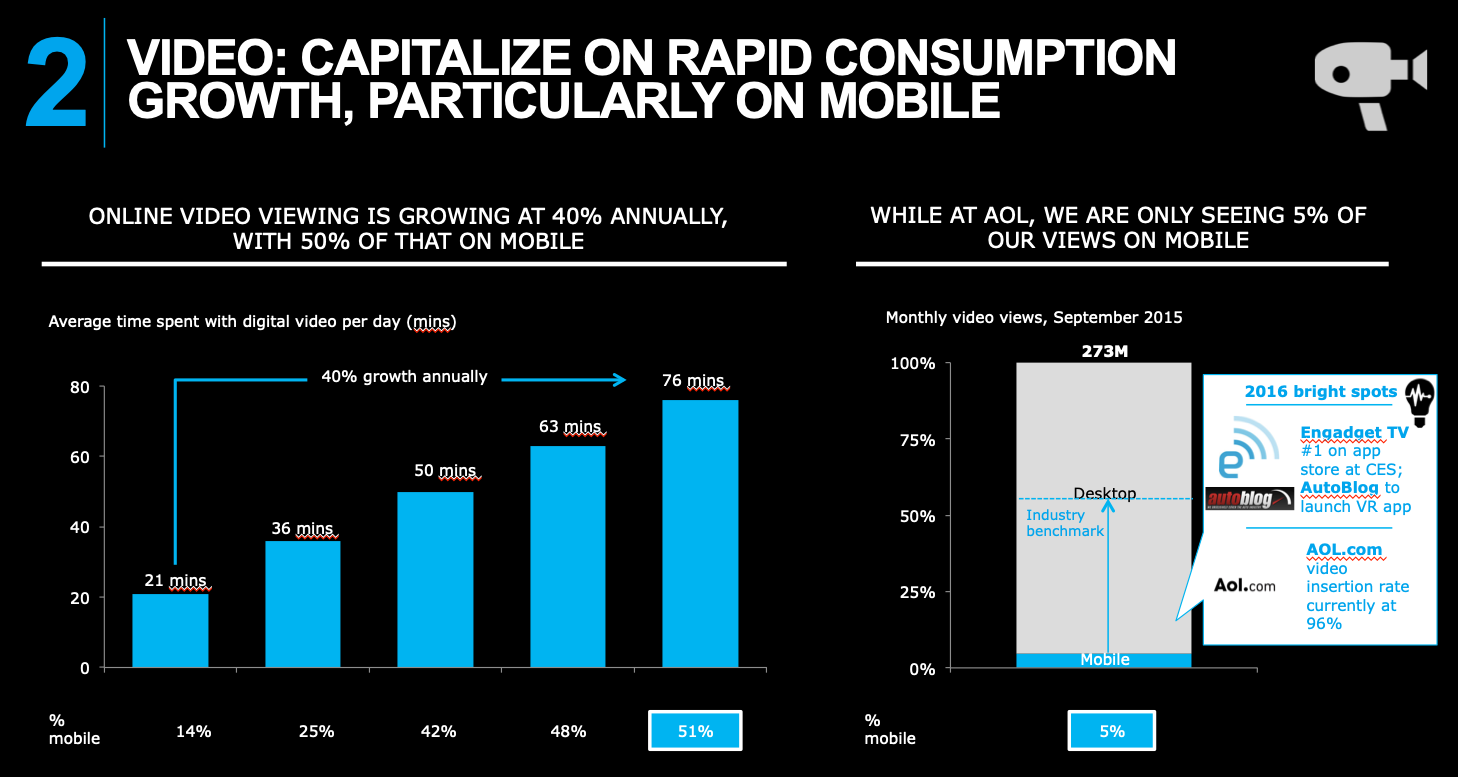 2
VIDEO: CAPITALIZE ON RAPID CONSUMPTION
GROWTH, PARTICULARLY ON MOBILE
ONLINE VIDEO VIEWING IS GROWING AT 40% ANNUALLY,
WITH 50% OF THAT ON MOBILE
Average time spent with digital video per day (mins)
40% growth annually
80
60
40
20
0
21 mins
36 mins
50 mins
63 mins
76 mins
%
mobile
14%
25%
42%
48%
51%
WHILE AT AOL, WE ARE ONLY SEEING 5% OF
OUR VIEWS ON MOBILE
Monthly video views, September 2015
273M
100%
75%
50%
25%
0%
Desktop
Industry
benchmark
Mobile
%
mobile
5%
2016 bright spots
e
Engadget TV
#1 on app
store at CES;
AutoBlog to
launch VR app
autoblog
Aol.com
AOL.com
video
insertion rate
currently at
96%